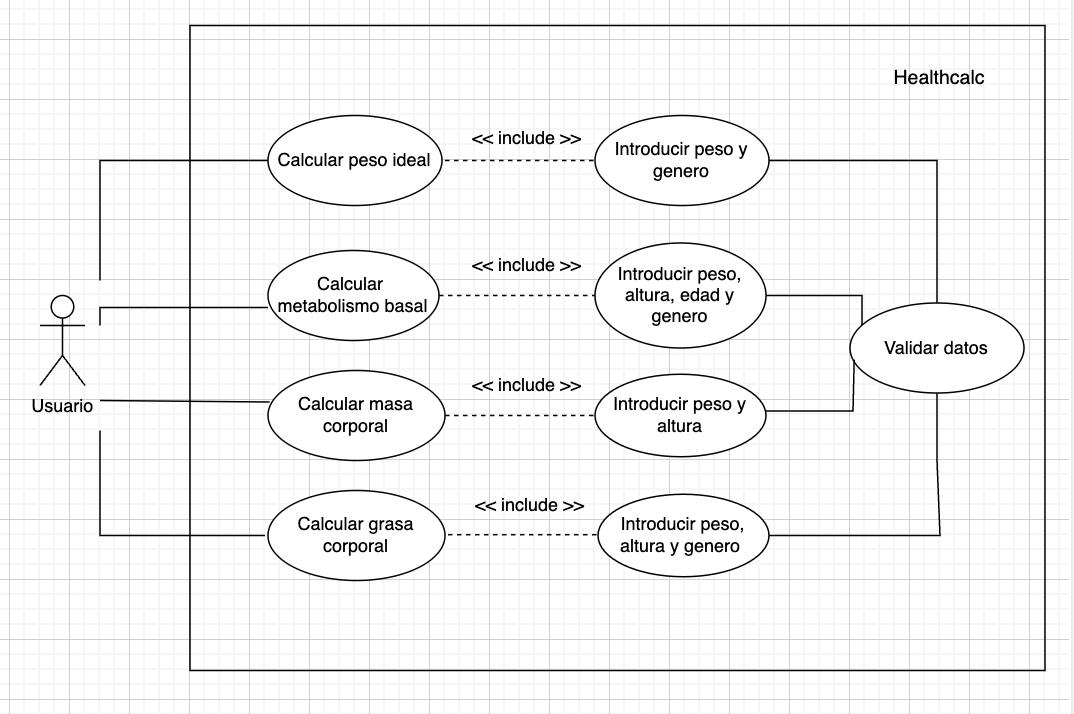 Healthcalc
Calcular peso ideal
<< include >>
Introducir peso y
genero
Calcular
metabolismo basal
<< include >>
Introducir peso,
altura, edad y
genero
Validar datos
Usuario
Calcular masa
corporal
<< include >>
Introducir peso y
altura
Calcular grasa
corporal
<< include >>
Introducir peso,
altura y genero